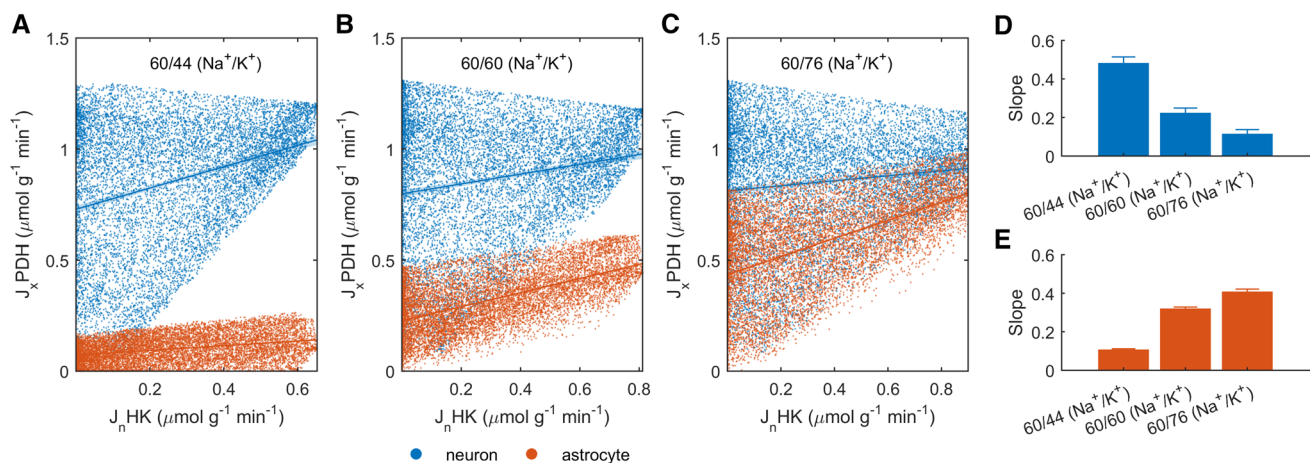 A
B
C
D
E
60/44 (Na⁺/K⁺)
60/60 (Na⁺/K⁺)
60/76 (Na⁺/K⁺)
JₓPDH (μmol g⁻¹ min⁻¹)
1.5
1
0.5
0
0.2
0.4
0.6
JₙHK (μmol g⁻¹ min⁻¹)
JₓPDH (μmol g⁻¹ min⁻¹)
1.5
1
0.5
0
0.2
0.4
0.6
0.8
JₙHK (μmol g⁻¹ min⁻¹)
JₓPDH (μmol g⁻¹ min⁻¹)
1.5
1
0.5
0
0.2
0.4
0.6
0.8
JₙHK (μmol g⁻¹ min⁻¹)
neuron
astrocyte
Slope
0.6
0.4
0.2
0
60/44 (Na⁺/K⁺)
60/60 (Na⁺/K⁺)
60/76 (Na⁺/K⁺)
Slope
0.6
0.4
0.2
0
60/44 (Na⁺/K⁺)
60/60 (Na⁺/K⁺)
60/76 (Na⁺/K⁺)